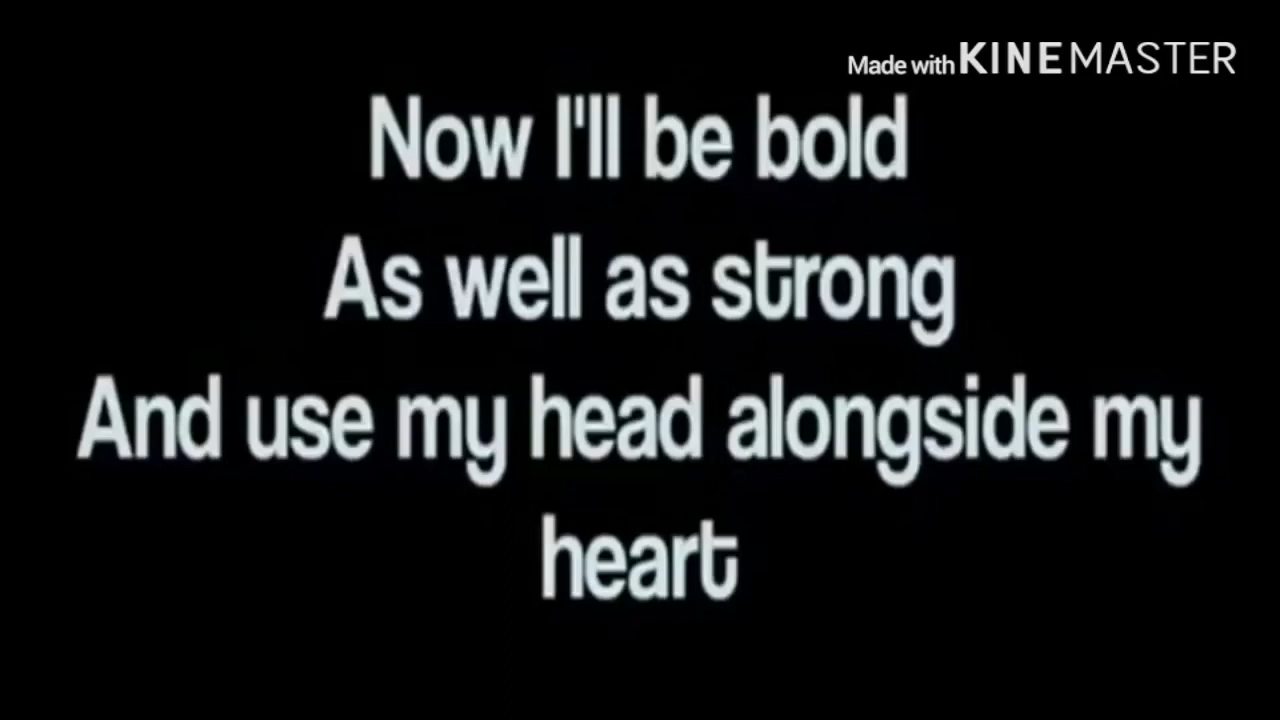 Made with KINEMASTER
Now I'll be bold
As well as strong
And use my head alongside my
heart